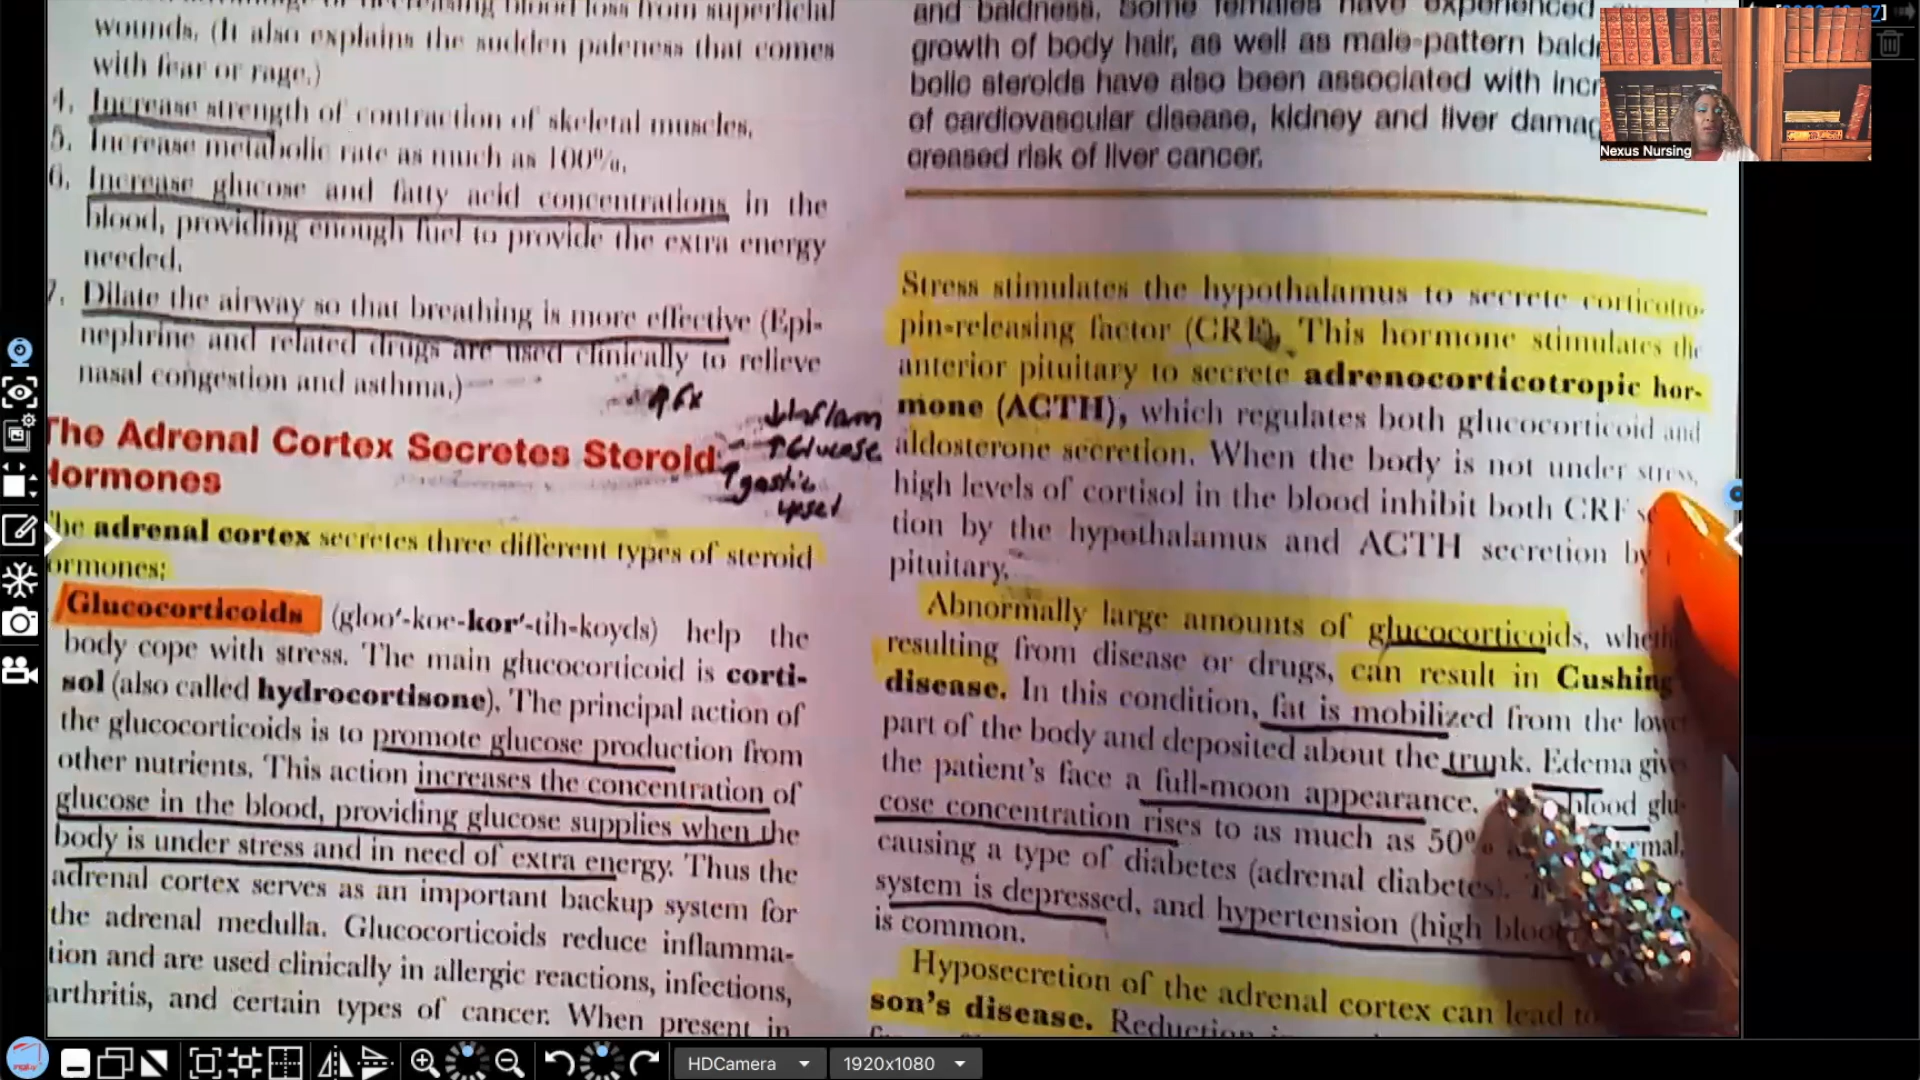 wounds. (It also explains the sudden paleness that comes
with fear or rage.)
4. Increase strength of contraction of skeletal muscles.
5. Increase metabolic rate as much as 100%.
6. Increase glucose and fatty acid concentrations in the
blood, providing enough fuel to provide the extra energy
needed.
7. Dilate the airway so that breathing is more effective (Epi-
nephrine and related drugs are used clinically to relieve
nasal congestion and asthma.)
↓Inflam
↑Glucose
↑gastic
upset
The Adrenal Cortex Secretes Steroid
Hormones
The adrenal cortex secretes three different types of steroid
ormones:
Glucocorticoids (gloo′-koe-kor′-tih-koyds) help the
body cope with stress. The main glucocorticoid is corti-
sol (also called hydrocortisone). The principal action of
the glucocorticoids is to promote glucose production from
other nutrients. This action increases the concentration of
glucose in the blood, providing glucose supplies when the
body is under stress and in need of extra energy. Thus the
adrenal cortex serves as an important backup system for
the adrenal medulla. Glucocorticoids reduce inflamma-
tion and are used clinically in allergic reactions, infections,
arthritis, and certain types of cancer. When present in
and baldness. Some females have experienced
growth of body hair, as well as male-pattern bald
bolic steroids have also been associated with incr
of cardiovascular disease, kidney and liver damag
creased risk of liver cancer.
Stress stimulates the hypothalamus to secrete corticotro-
pin-releasing factor (CRF). This hormone stimulates the
anterior pituitary to secrete adrenocorticotropic hor-
mone (ACTH), which regulates both glucocorticoid and
aldosterone secretion. When the body is not under stress,
high levels of cortisol in the blood inhibit both CRF
tion by the hypothalamus and ACTH secretion by
pituitary.
Abnormally large amounts of glucocorticoids, wheth
resulting from disease or drugs, can result in Cushing
disease. In this condition, fat is mobilized from the lower
part of the body and deposited about the trunk. Edema give
the patient's face a full-moon appearance. blood glu-
cose concentration rises to as much as 50% rmal,
causing a type of diabetes (adrenal diabetes).
system is depressed, and hypertension (high bloo
is common.
Hyposecretion of the adrenal cortex can lead to
son's disease. Reduction
Nexus Nursing
HDCamera
1920x1080